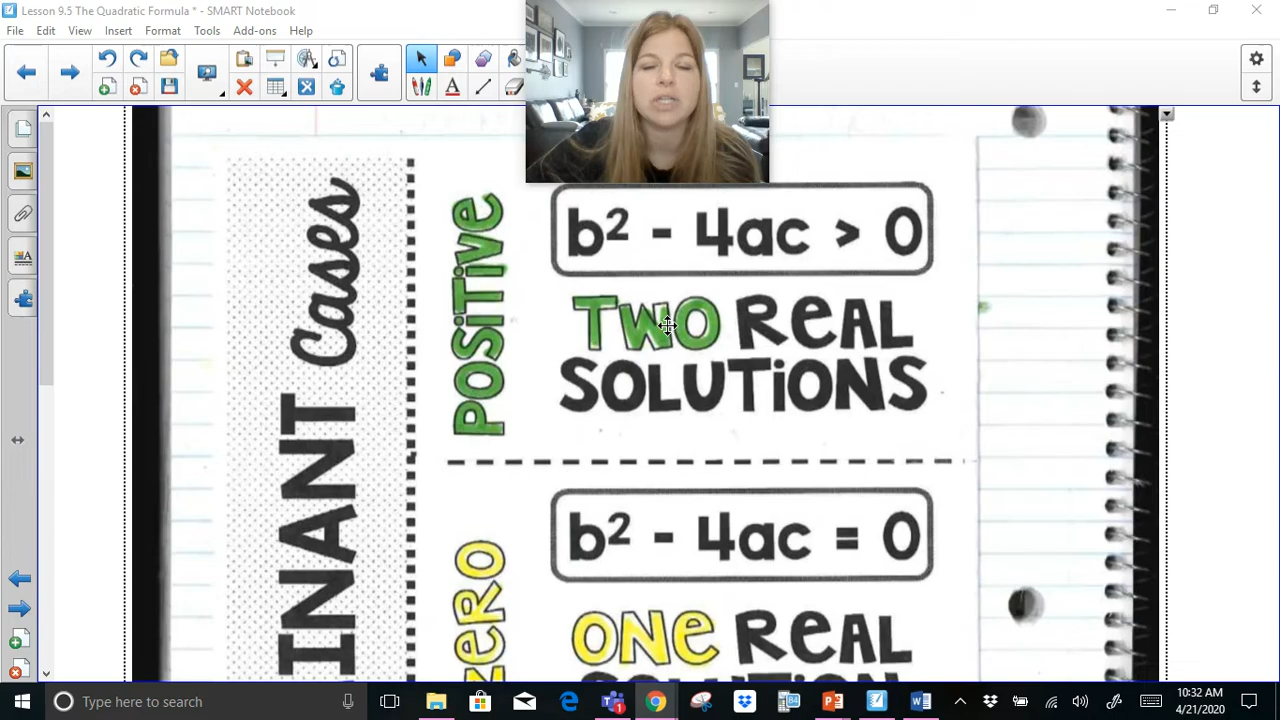 Lesson 9.5 The Quadratic Formula * - SMART Notebook
File Edit View Insert Format Tools Add-ons Help
INANT Cases
POSITIVE
b² - 4ac > 0
TWO REAL
SOLUTIONS
ZERO
b² - 4ac = 0
ONE REAL
SOLUTION
Type here to search
10:32 AM
4/21/2020